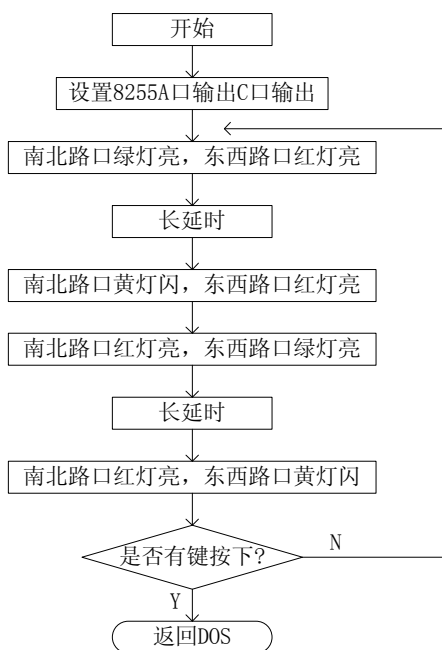 开始
设置8255A口输出C口输出
南北路口绿灯亮，东西路口红灯亮
长延时
南北路口黄灯闪，东西路口红灯亮
南北路口红灯亮，东西路口绿灯亮
长延时
南北路口红灯亮，东西路口黄灯闪
是否有键按下?
N
Y
返回DOS